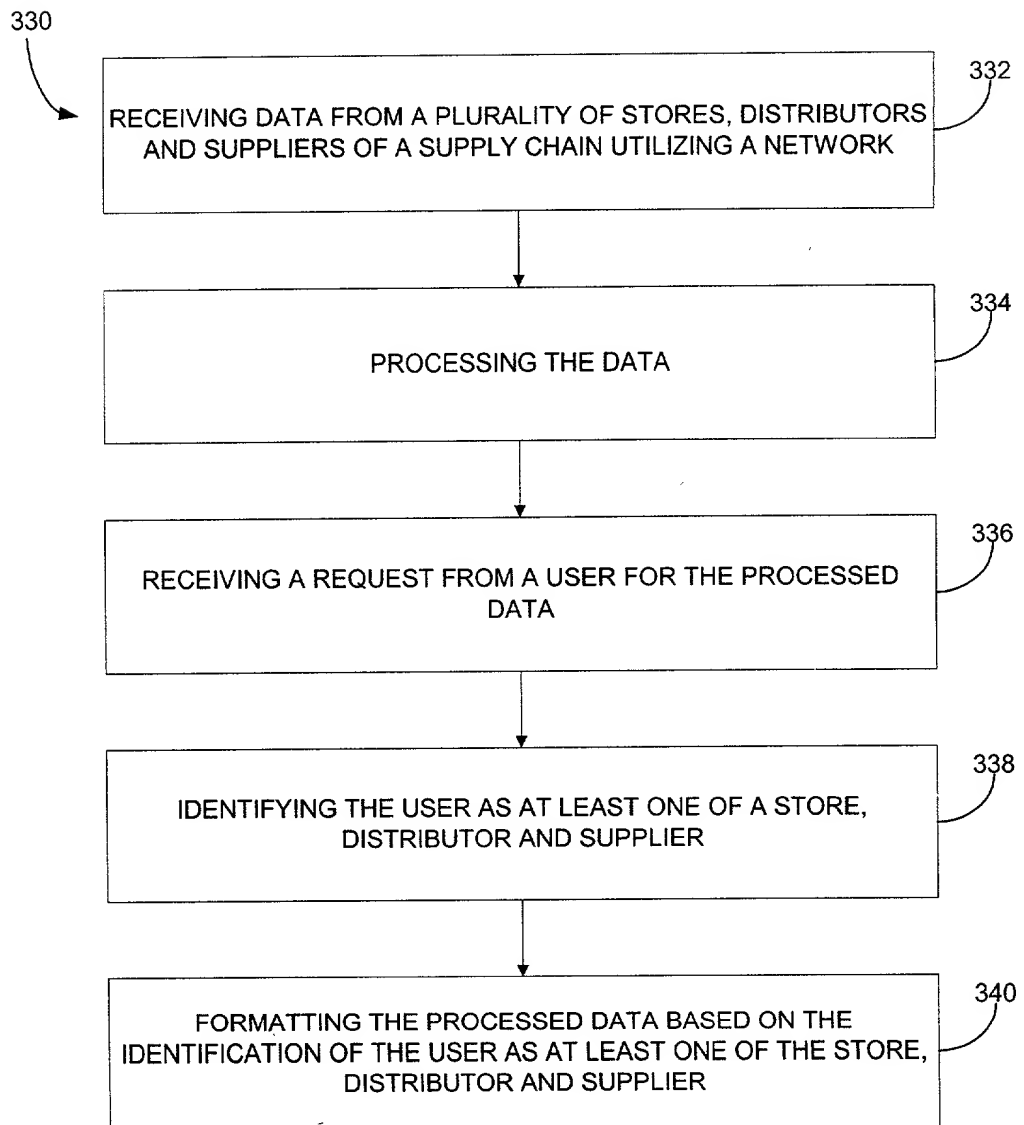 330
332
RECEIVING DATA FROM A PLURALITY OF STORES, DISTRIBUTORS
AND SUPPLIERS OF A SUPPLY CHAIN UTILIZING A NETWORK
334
PROCESSING THE DATA
336
RECEIVING A REQUEST FROM A USER FOR THE PROCESSED
DATA
338
IDENTIFYING THE USER AS AT LEAST ONE OF A STORE,
DISTRIBUTOR AND SUPPLIER
340
FORMATTING THE PROCESSED DATA BASED ON THE
IDENTIFICATION OF THE USER AS AT LEAST ONE OF THE STORE,
DISTRIBUTOR AND SUPPLIER